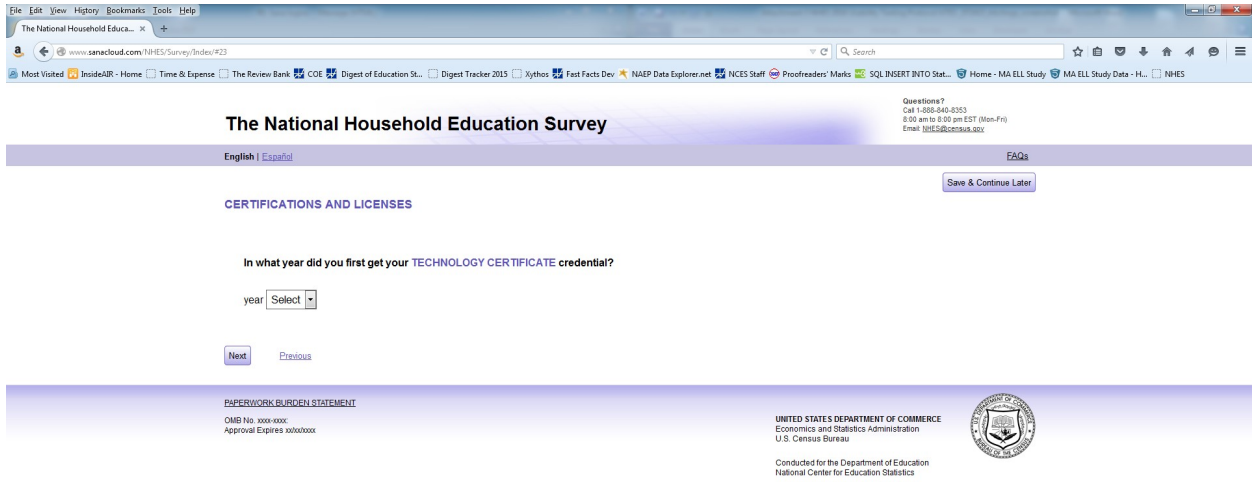 File Edit View History Bookmarks Tools Help
The National Household Educa... × +
www.sanacloud.com/NHES/Survey/Index/#23 Search
Most Visited InsideAIR - Home Time & Expense The Review Bank COE Digest of Education St... Digest Tracker 2015 Xythos Fast Facts Dev NAEP Data Explorer.net NCES Staff Proofreaders' Marks SQL INSERT INTO Stat... Home - MA ELL Study MA ELL Study Data - H... NHES
Questions?
Call 1-888-840-8353
8:00 am to 8:00 pm EST (Mon-Fri)
Email: NHES@census.gov
The National Household Education Survey
English | Español FAQs
Save & Continue Later
CERTIFICATIONS AND LICENSES
In what year did you first get your TECHNOLOGY CERTIFICATE credential?
year Select
Next Previous
PAPERWORK BURDEN STATEMENT
OMB No. xxxx-xxxx:
Approval Expires xx/xx/xxxx
UNITED STATES DEPARTMENT OF COMMERCE
Economics and Statistics Administration
U.S. Census Bureau
Conducted for the Department of Education
National Center for Education Statistics
U.S. DEPARTMENT OF COMMERCE
BUREAU OF THE CENSUS